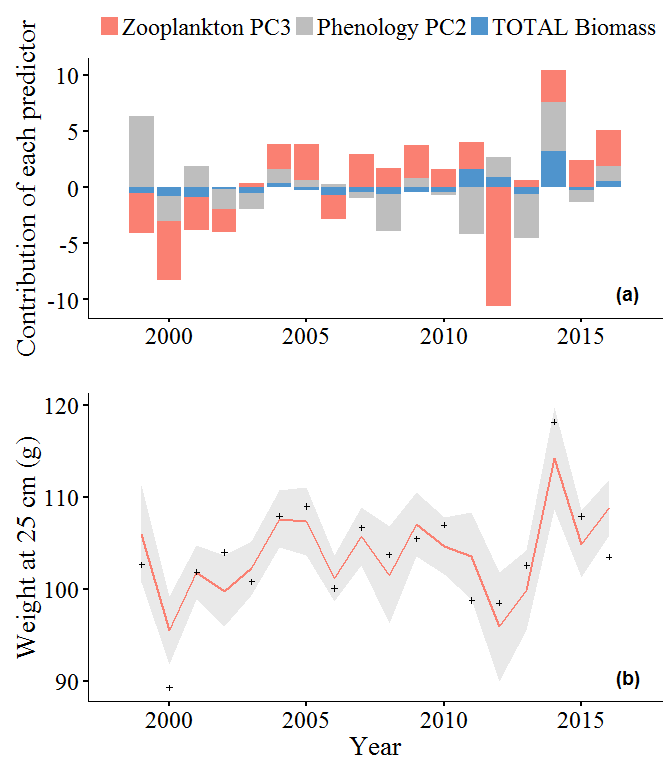 Zooplankton PC3 Phenology PC2 TOTAL Biomass
Contribution of each predictor
10
5
0
-5
-10
(a)
2000 2005 2010 2015
Weight at 25 cm (g)
120
110
100
90
(b)
2000 2005 2010 2015
Year